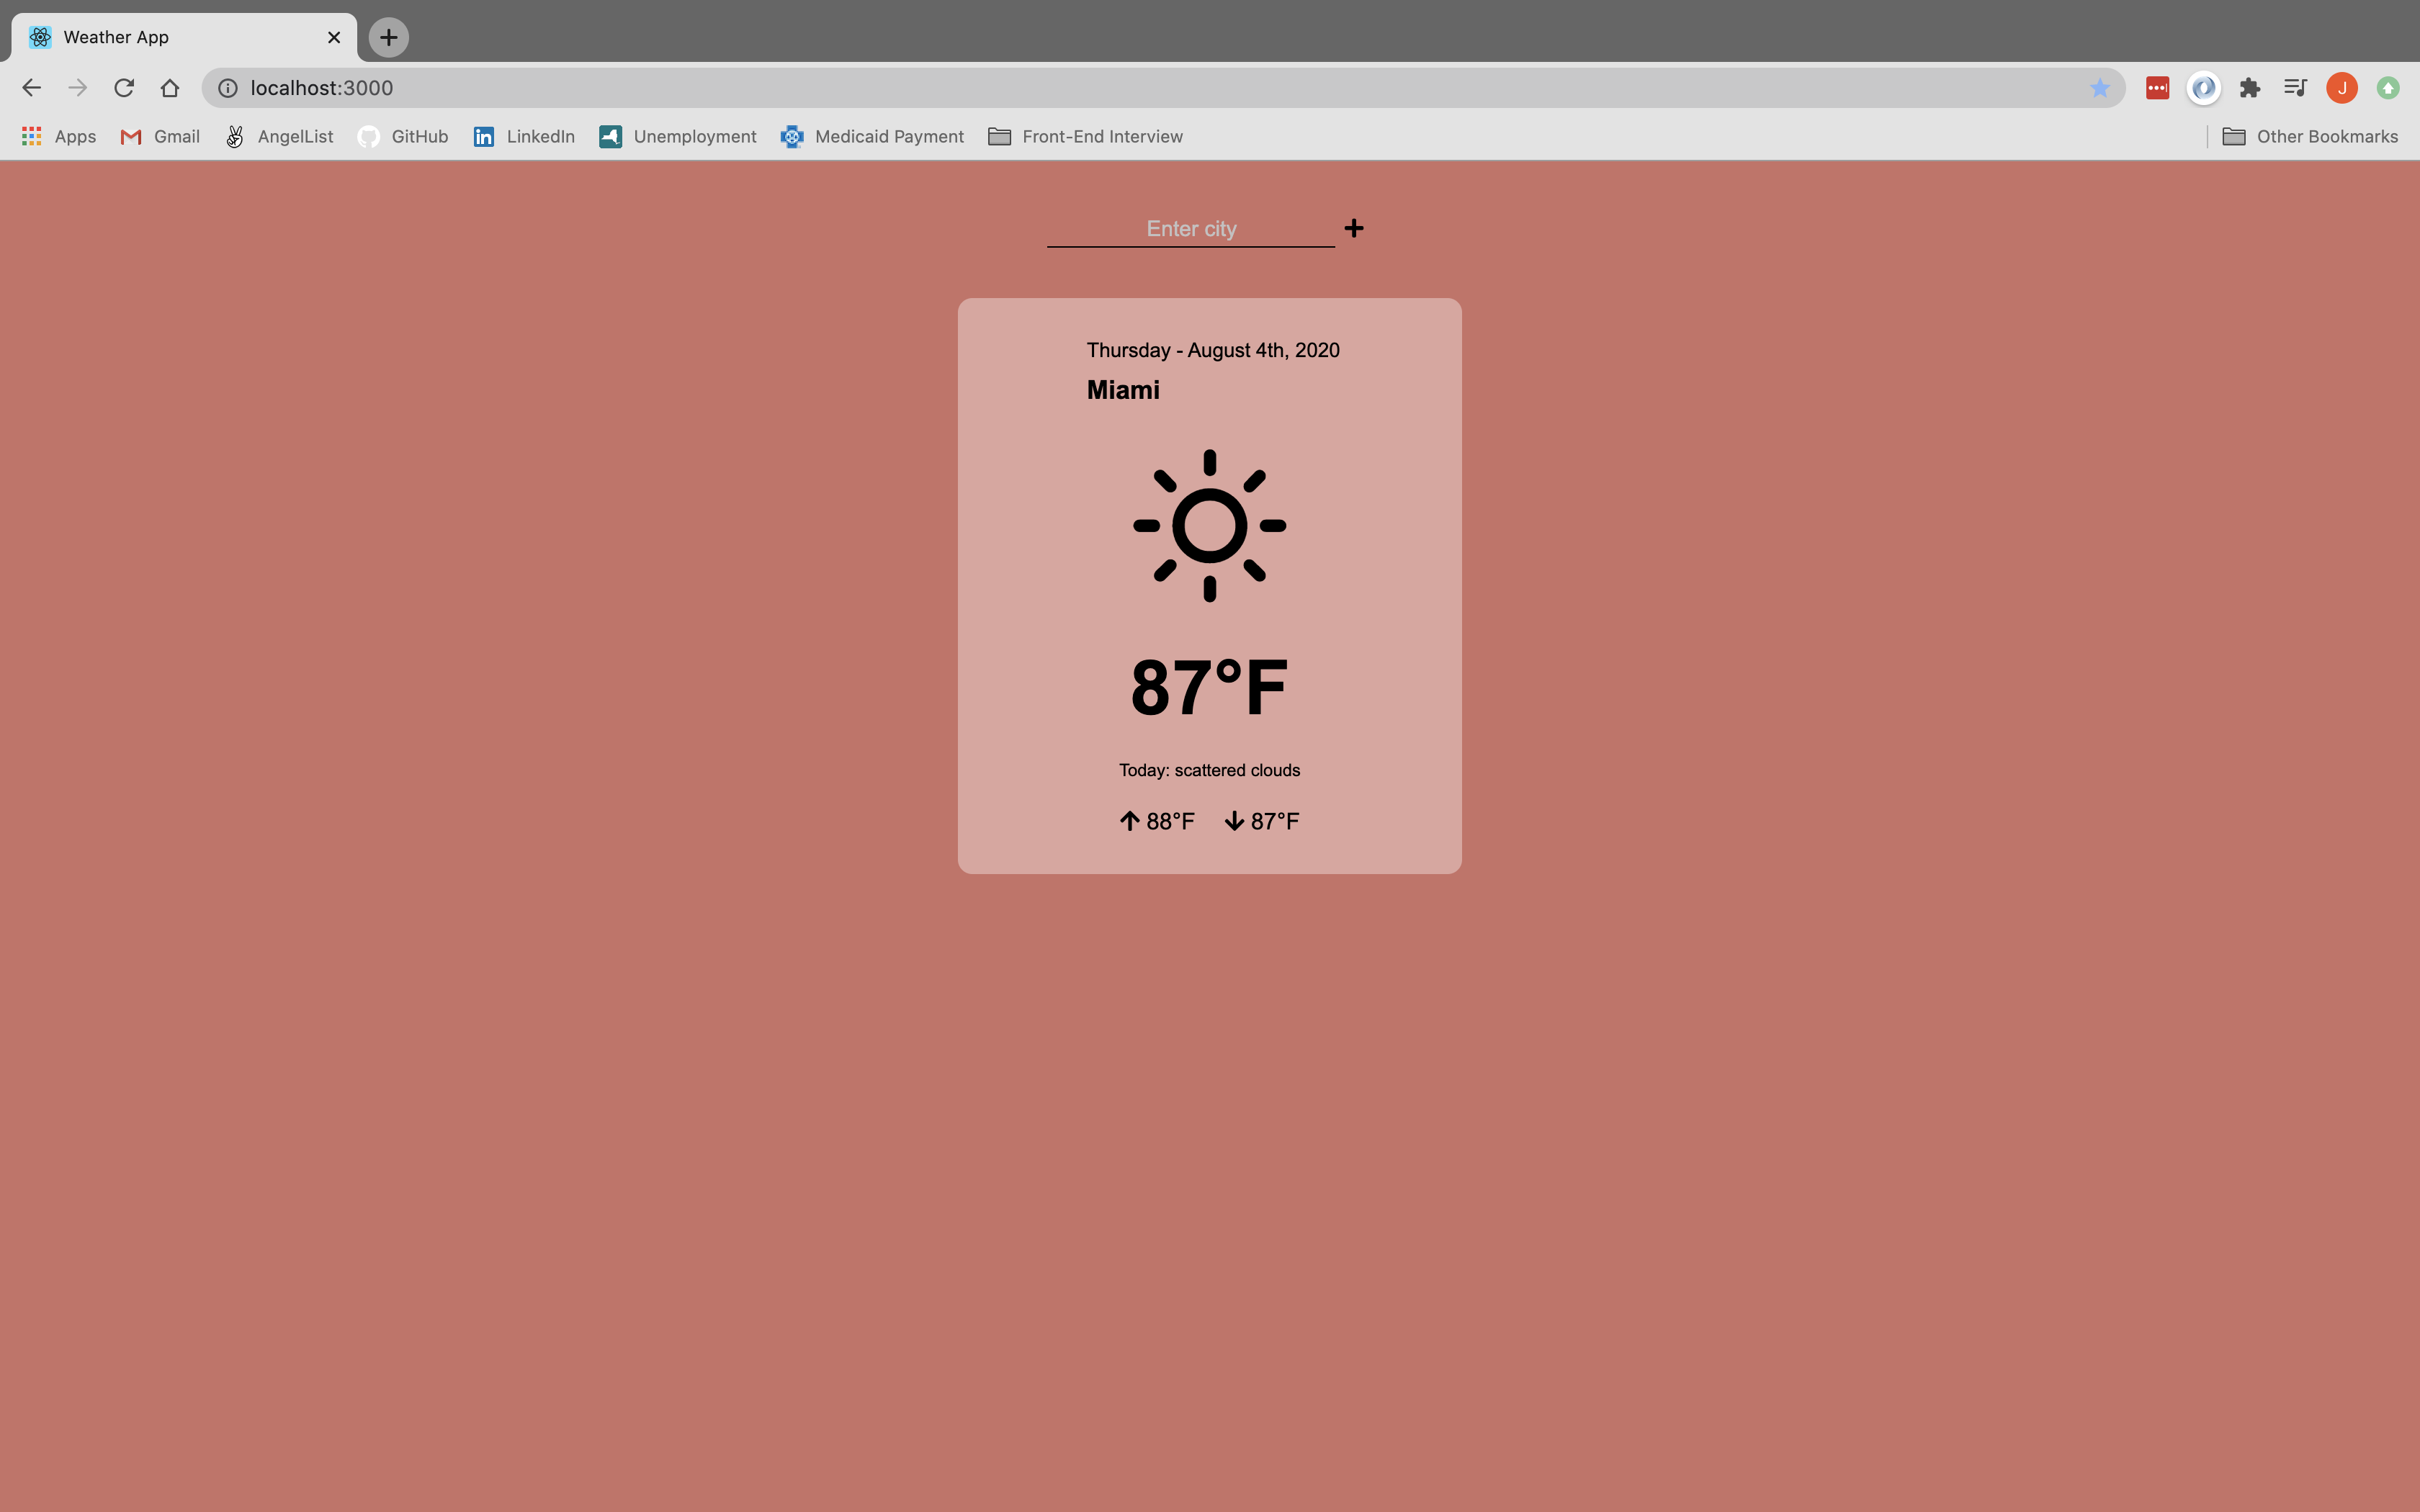 Weather App
localhost:3000
Apps Gmail AngelList GitHub LinkedIn Unemployment Medicaid Payment Front-End Interview Other Bookmarks
J
Enter city
Thursday - August 4th, 2020
Miami
87°F
Today: scattered clouds
88°F 87°F